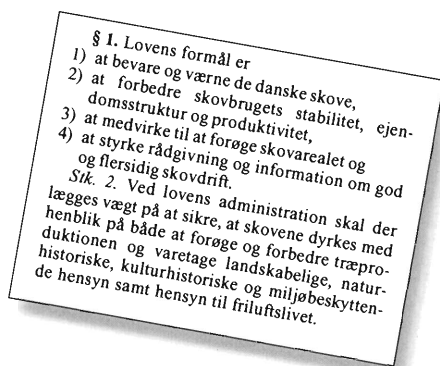 § 1. Lovens formål er
1) at bevare og værne de danske skove,
2) at forbedre skovbrugets stabilitet, ejen-
domsstruktur og produktivitet,
3) at medvirke til at forøge skovarealet og
4) at styrke rådgivning og information om god
og flersidig skovdrift.
Stk. 2. Ved lovens administration skal der
lægges vægt på at sikre, at skovene dyrkes med
henblik på både at forøge og forbedre træpro-
duktionen og varetage landskabelige, natur-
historiske, kulturhistoriske og miljøbeskytten-
de hensyn samt hensyn til friluftslivet.